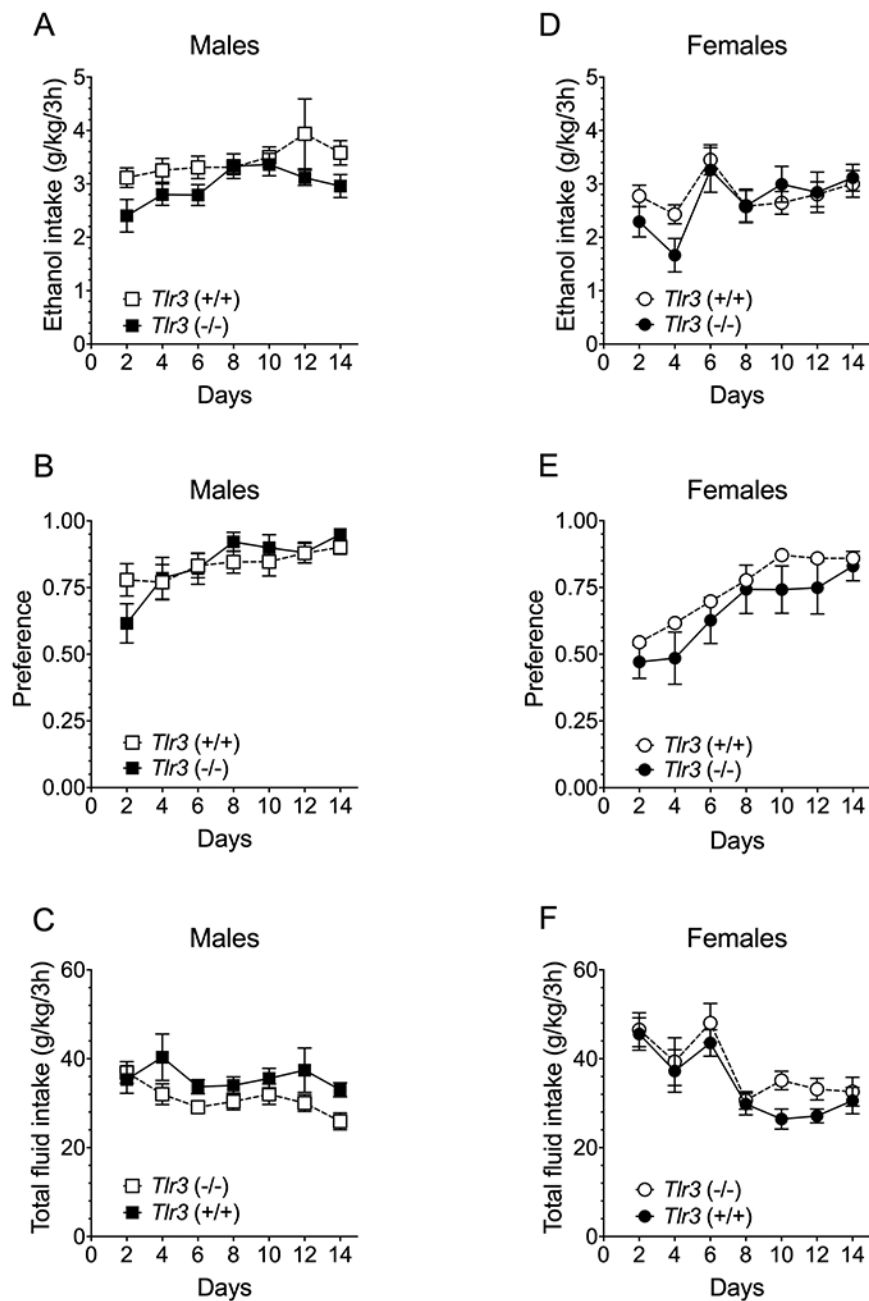 A
Males
Ethanol intake (g/kg/3h)
5
4
3
2
1
0
Tlr3 (+/+)
Tlr3 (-/-)
0 2 4 6 8 10 12 14
Days
D
Females
Ethanol intake (g/kg/3h)
5
4
3
2
1
0
Tlr3 (+/+)
Tlr3 (-/-)
0 2 4 6 8 10 12 14
Days
B
Males
Preference
1.00
0.75
0.50
0.25
0.00
Tlr3 (+/+)
Tlr3 (-/-)
0 2 4 6 8 10 12 14
Days
E
Females
Preference
1.00
0.75
0.50
0.25
0.00
Tlr3 (+/+)
Tlr3 (-/-)
0 2 4 6 8 10 12 14
Days
C
Males
Total fluid intake (g/kg/3h)
60
40
20
0
Tlr3 (-/-)
Tlr3 (+/+)
0 2 4 6 8 10 12 14
Days
F
Females
Total fluid intake (g/kg/3h)
60
40
20
0
Tlr3 (-/-)
Tlr3 (+/+)
0 2 4 6 8 10 12 14
Days